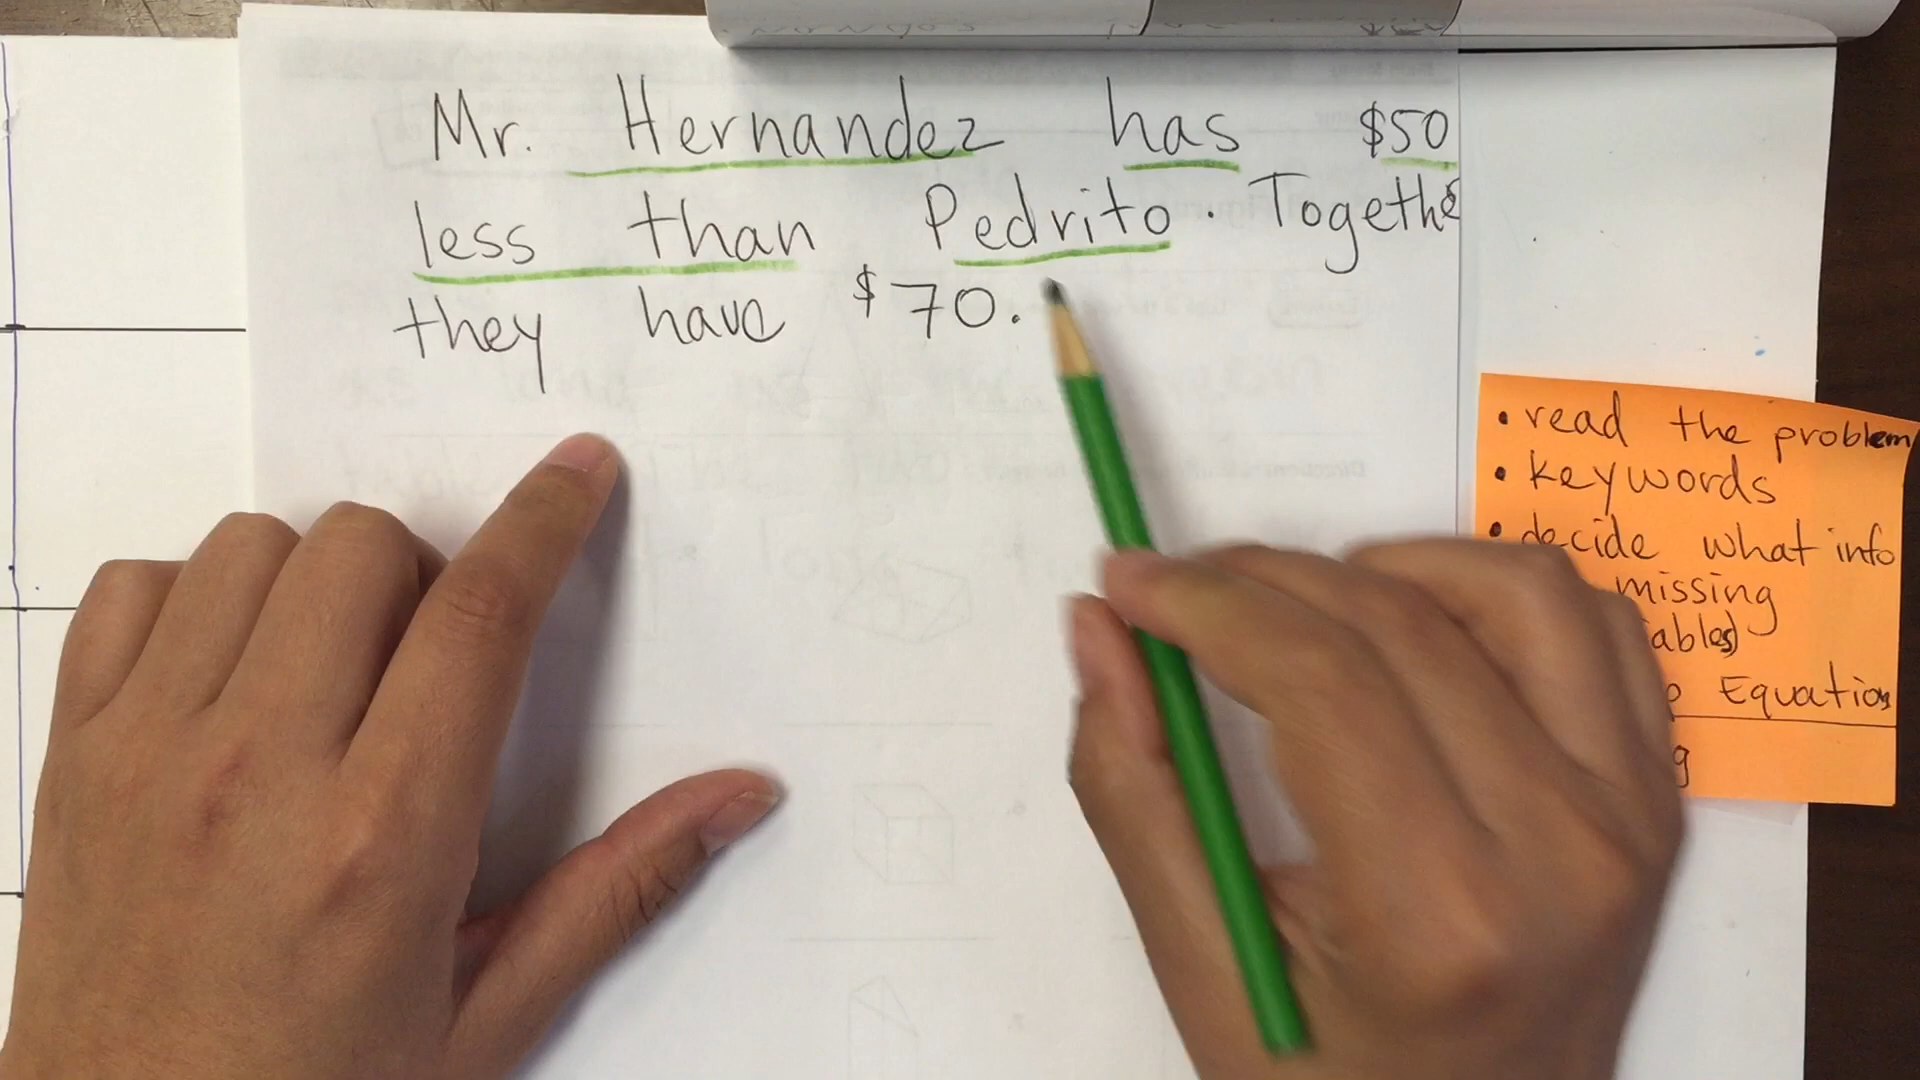 Mr. Hernandez has $50
less than Pedrito. Togethe
they have $70.
• read the problem
• keywords
• decide what info
missing
Equation